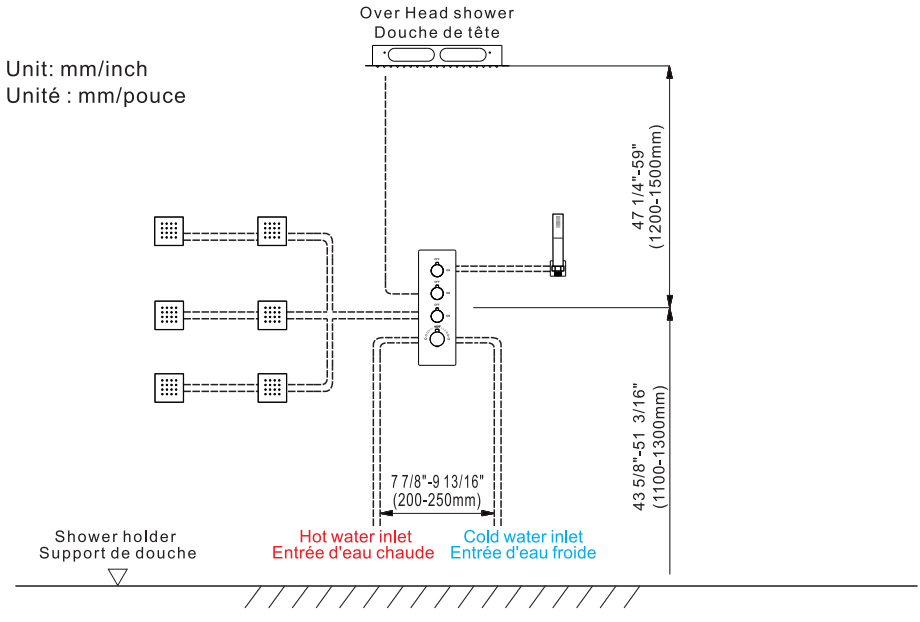 Over Head shower
Douche de tête
Unit: mm/inch
Unité : mm/pouce
47 1/4"-59"
(1200-1500mm)
43 5/8"-51 3/16"
(1100-1300mm)
7 7/8"-9 13/16"
(200-250mm)
Hot water inlet
Entrée d'eau chaude
Cold water inlet
Entrée d'eau froide
Shower holder
Support de douche